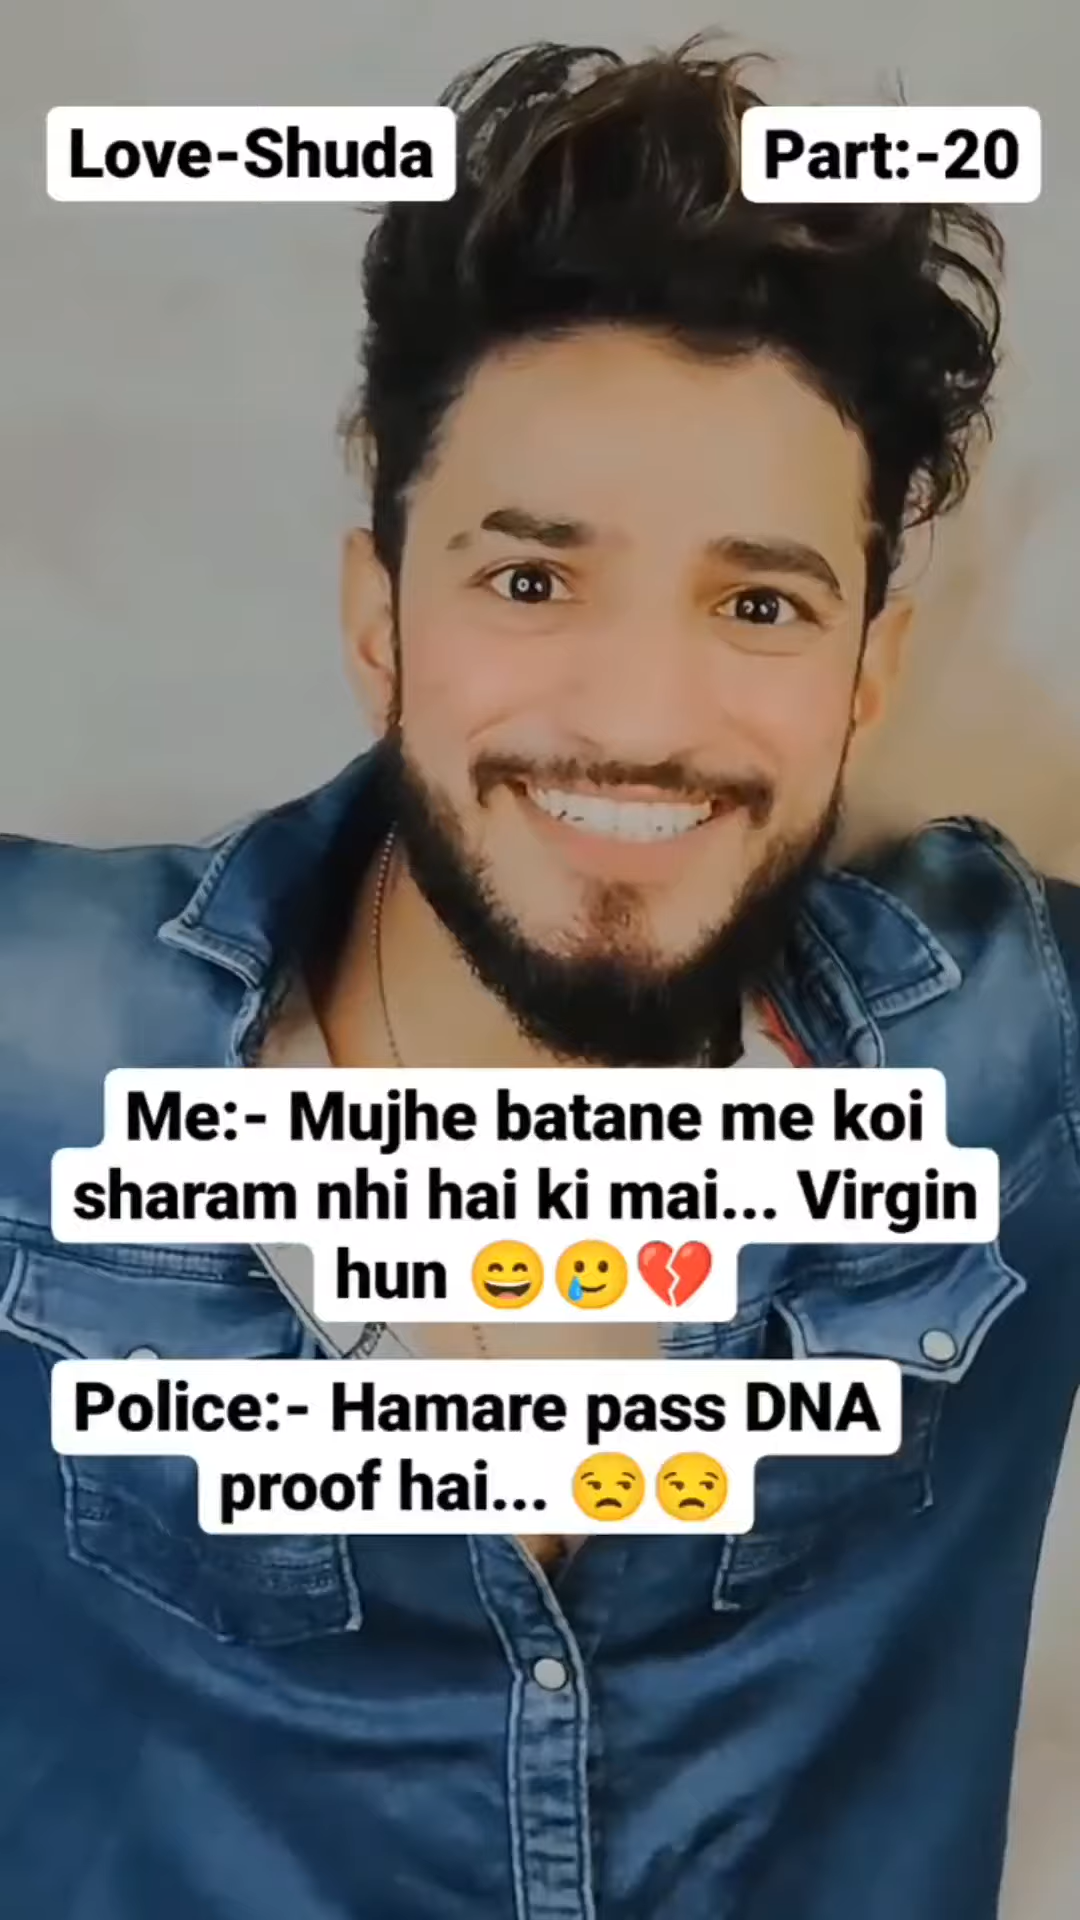 Love-Shuda
Part:-20
Me:- Mujhe batane me koi
sharam nhi hai ki mai... Virgin
hun 😄🥲💔
Police:- Hamare pass DNA
proof hai... 😒😒